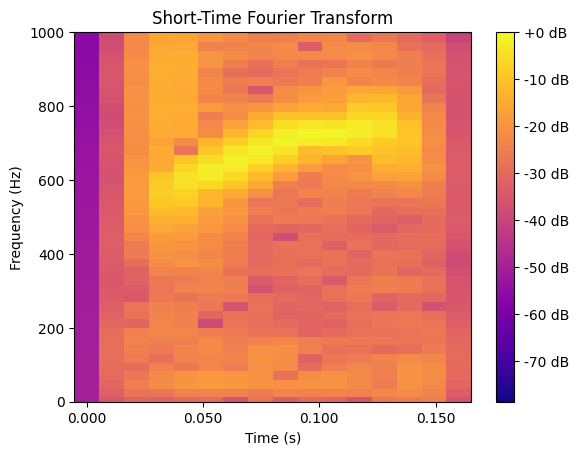 Short-Time Fourier Transform
Frequency (Hz)
1000
800
600
400
200
0
0.000
0.050
0.100
0.150
Time (s)
+0 dB
-10 dB
-20 dB
-30 dB
-40 dB
-50 dB
-60 dB
-70 dB